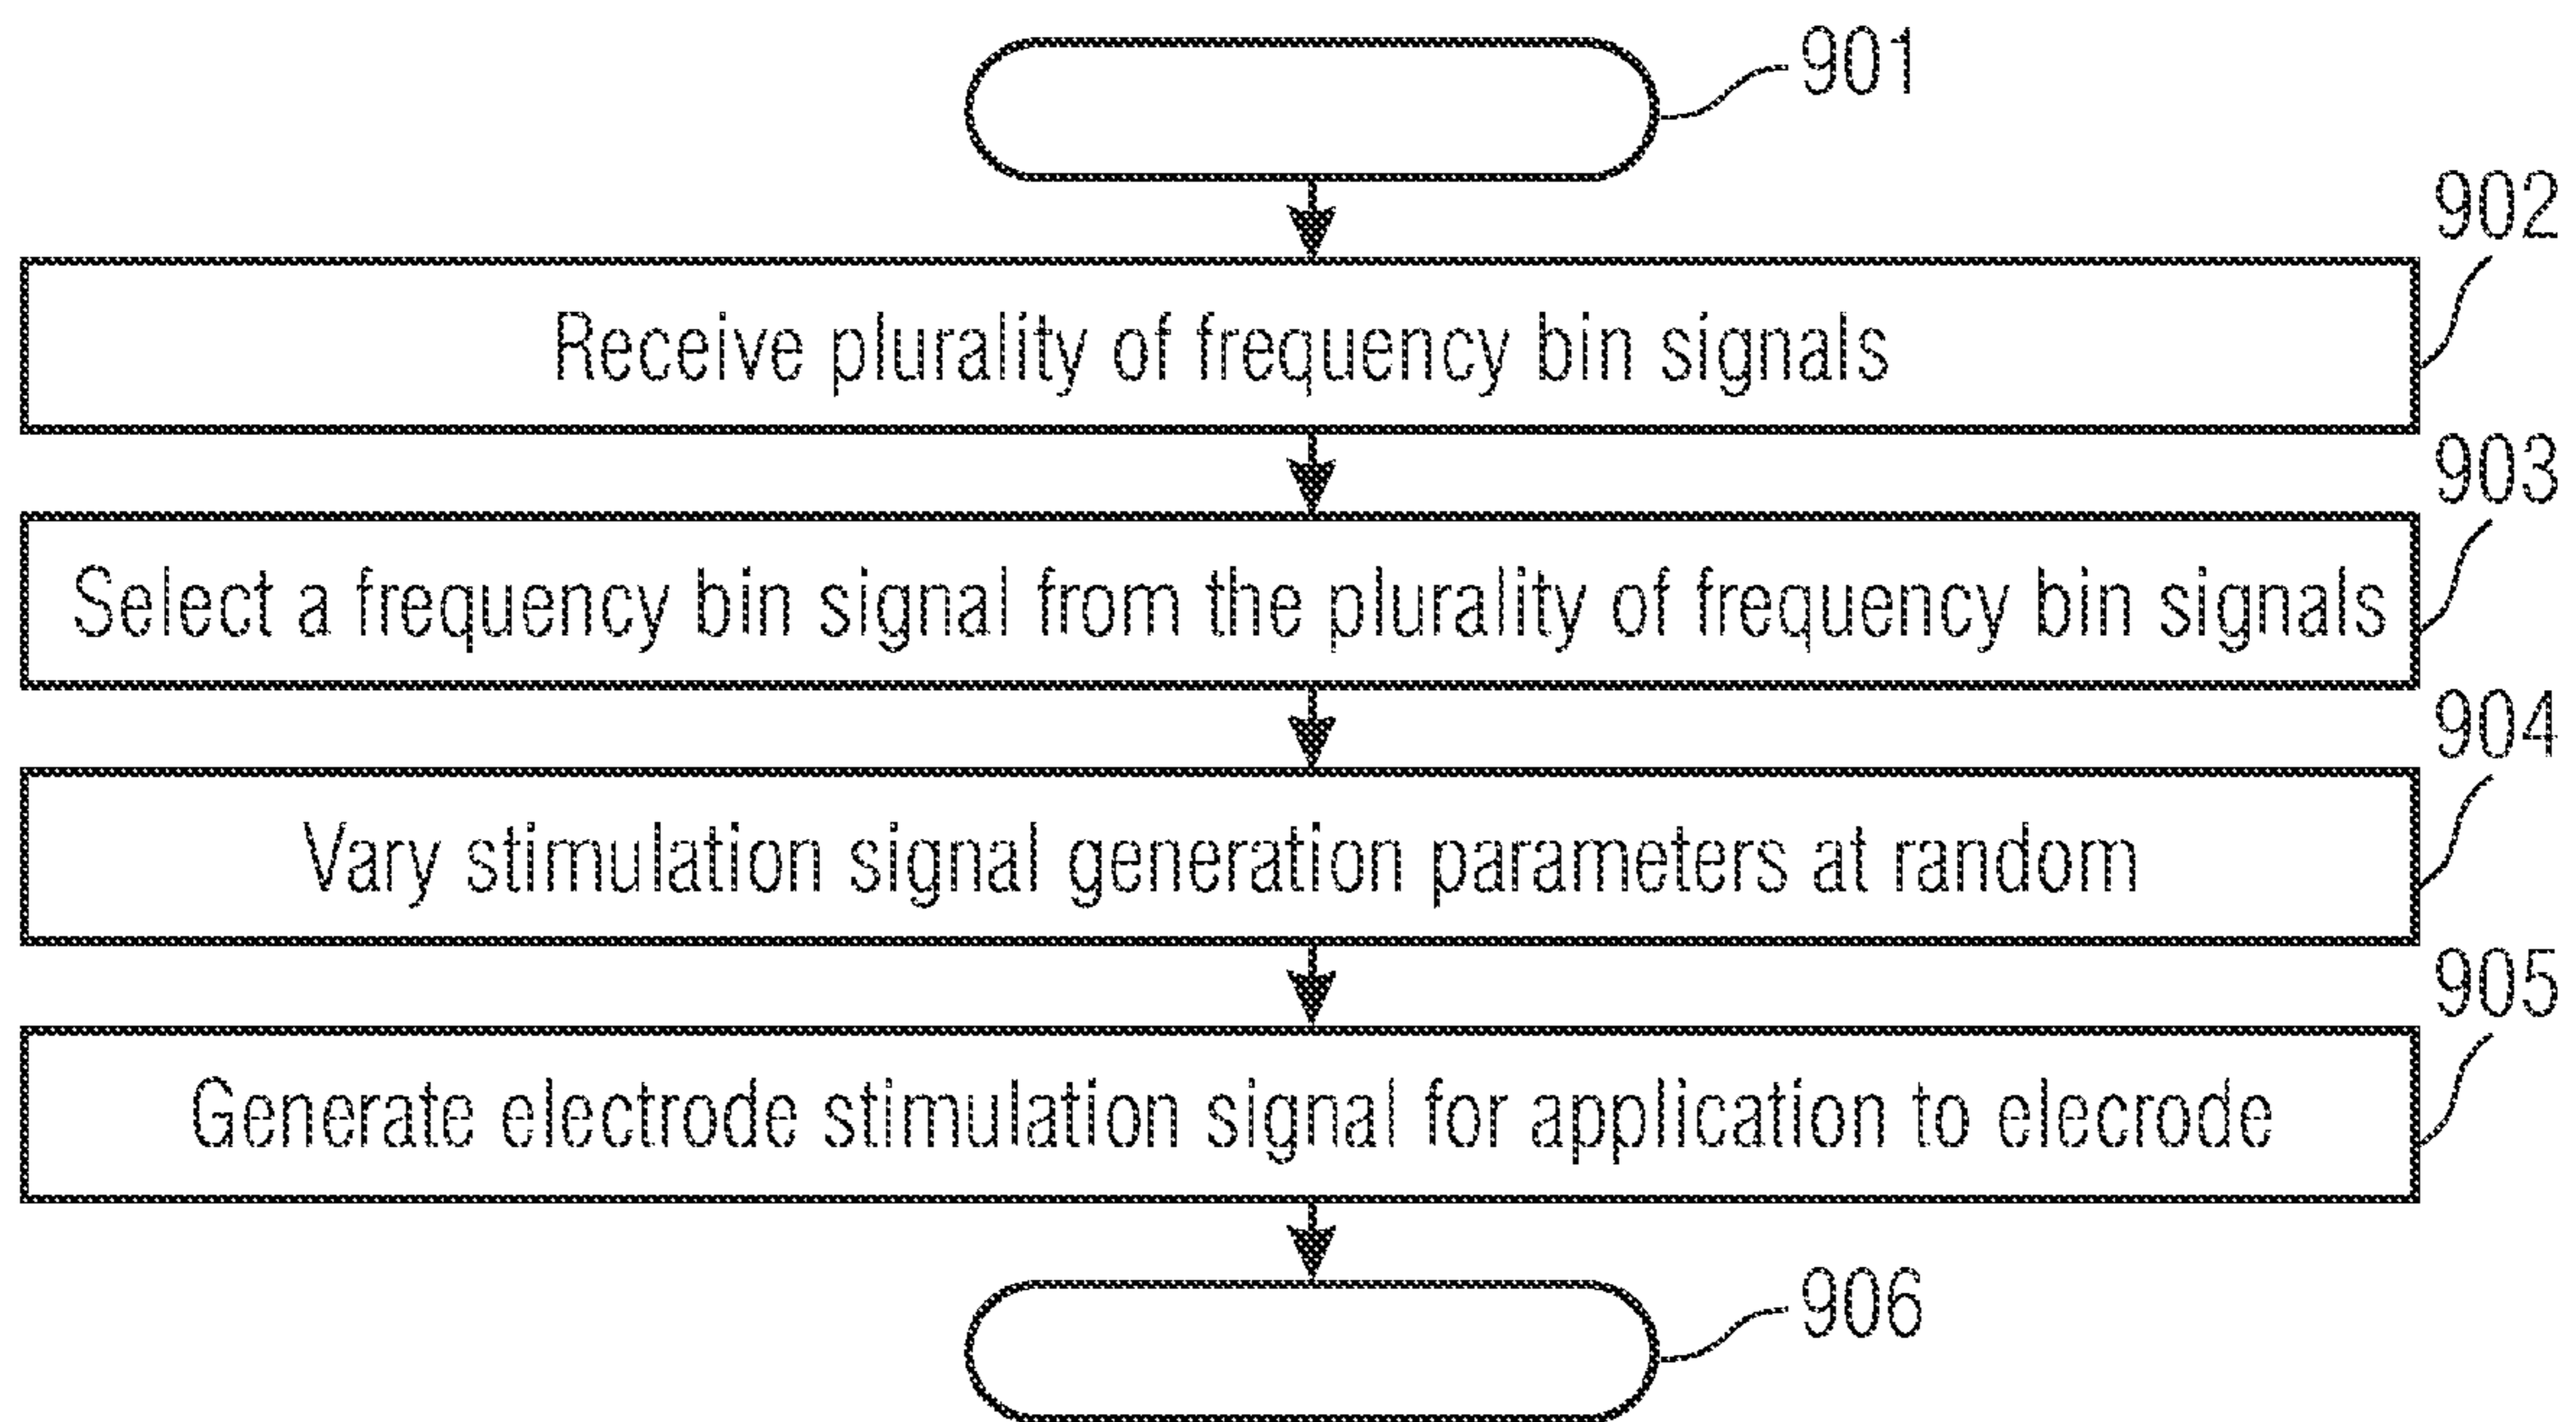 901
902
Receive plurality of frequency bin signals
903
Select a frequency bin signal from the plurality of frequency bin signals
904
Vary stimulation signal generation parameters at random
905
Generate electrode stimulation signal for application to elecrode
906